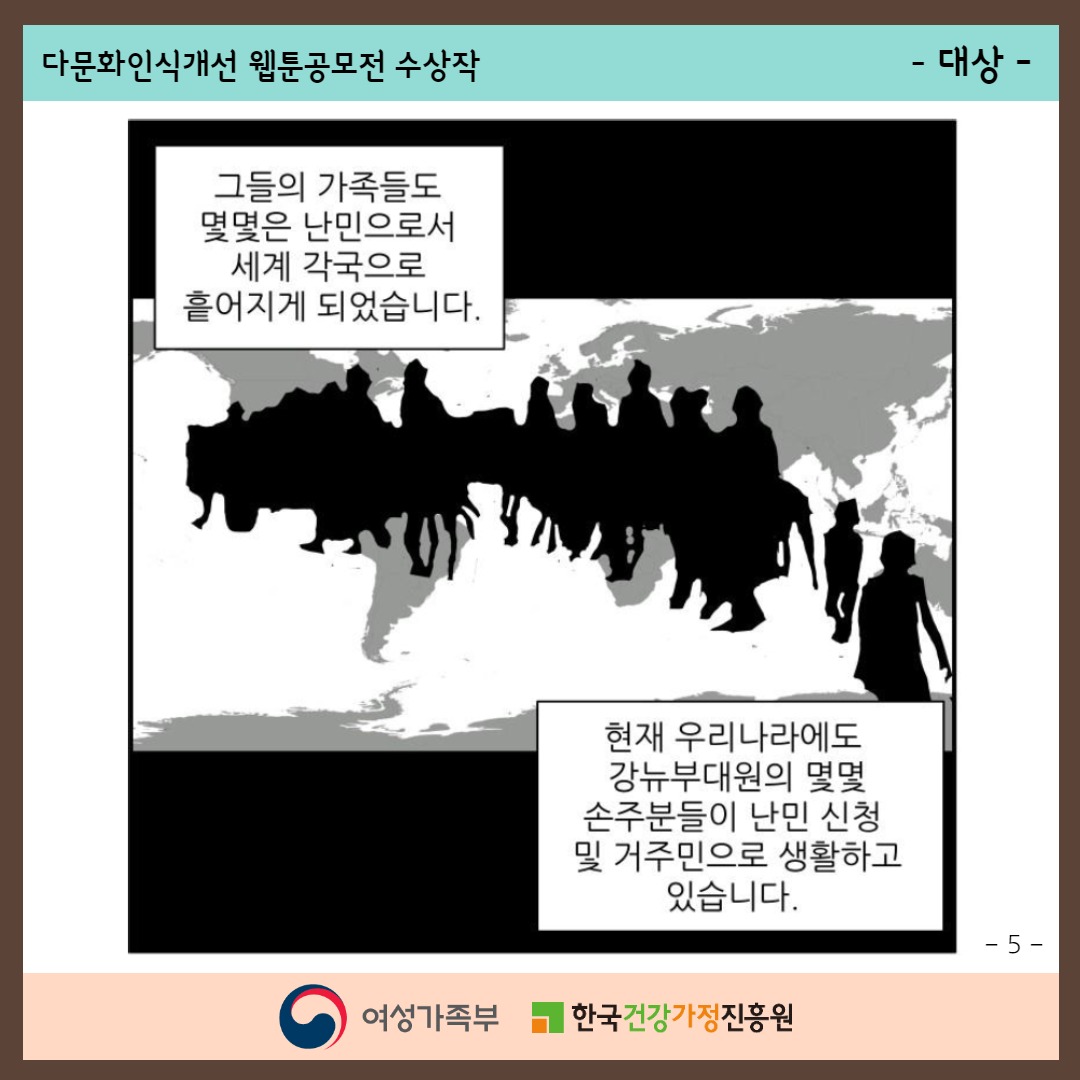 다문화인식개선 웹툰공모전 수상작
- 대상 -
그들의 가족들도
몇몇은 난민으로서
세계 각국으로
흩어지게 되었습니다.
현재 우리나라에도
강뉴부대원의 몇몇
손주분들이 난민 신청
및 거주민으로 생활하고
있습니다.
- 5 -
여성가족부
한국건강가정진흥원